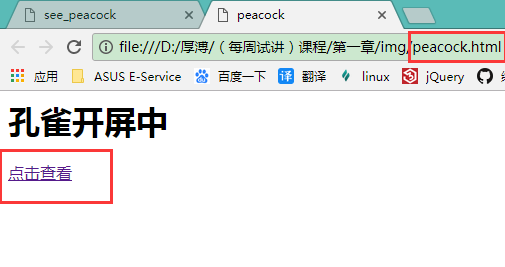 see_peacock
peacock
file:///D:/厚溥/（每周试讲）课程/第一章/img/peacock.html
应用 ASUS E-Service 百度一下 译 翻译 linux jQuery
孔雀开屏中
点击查看